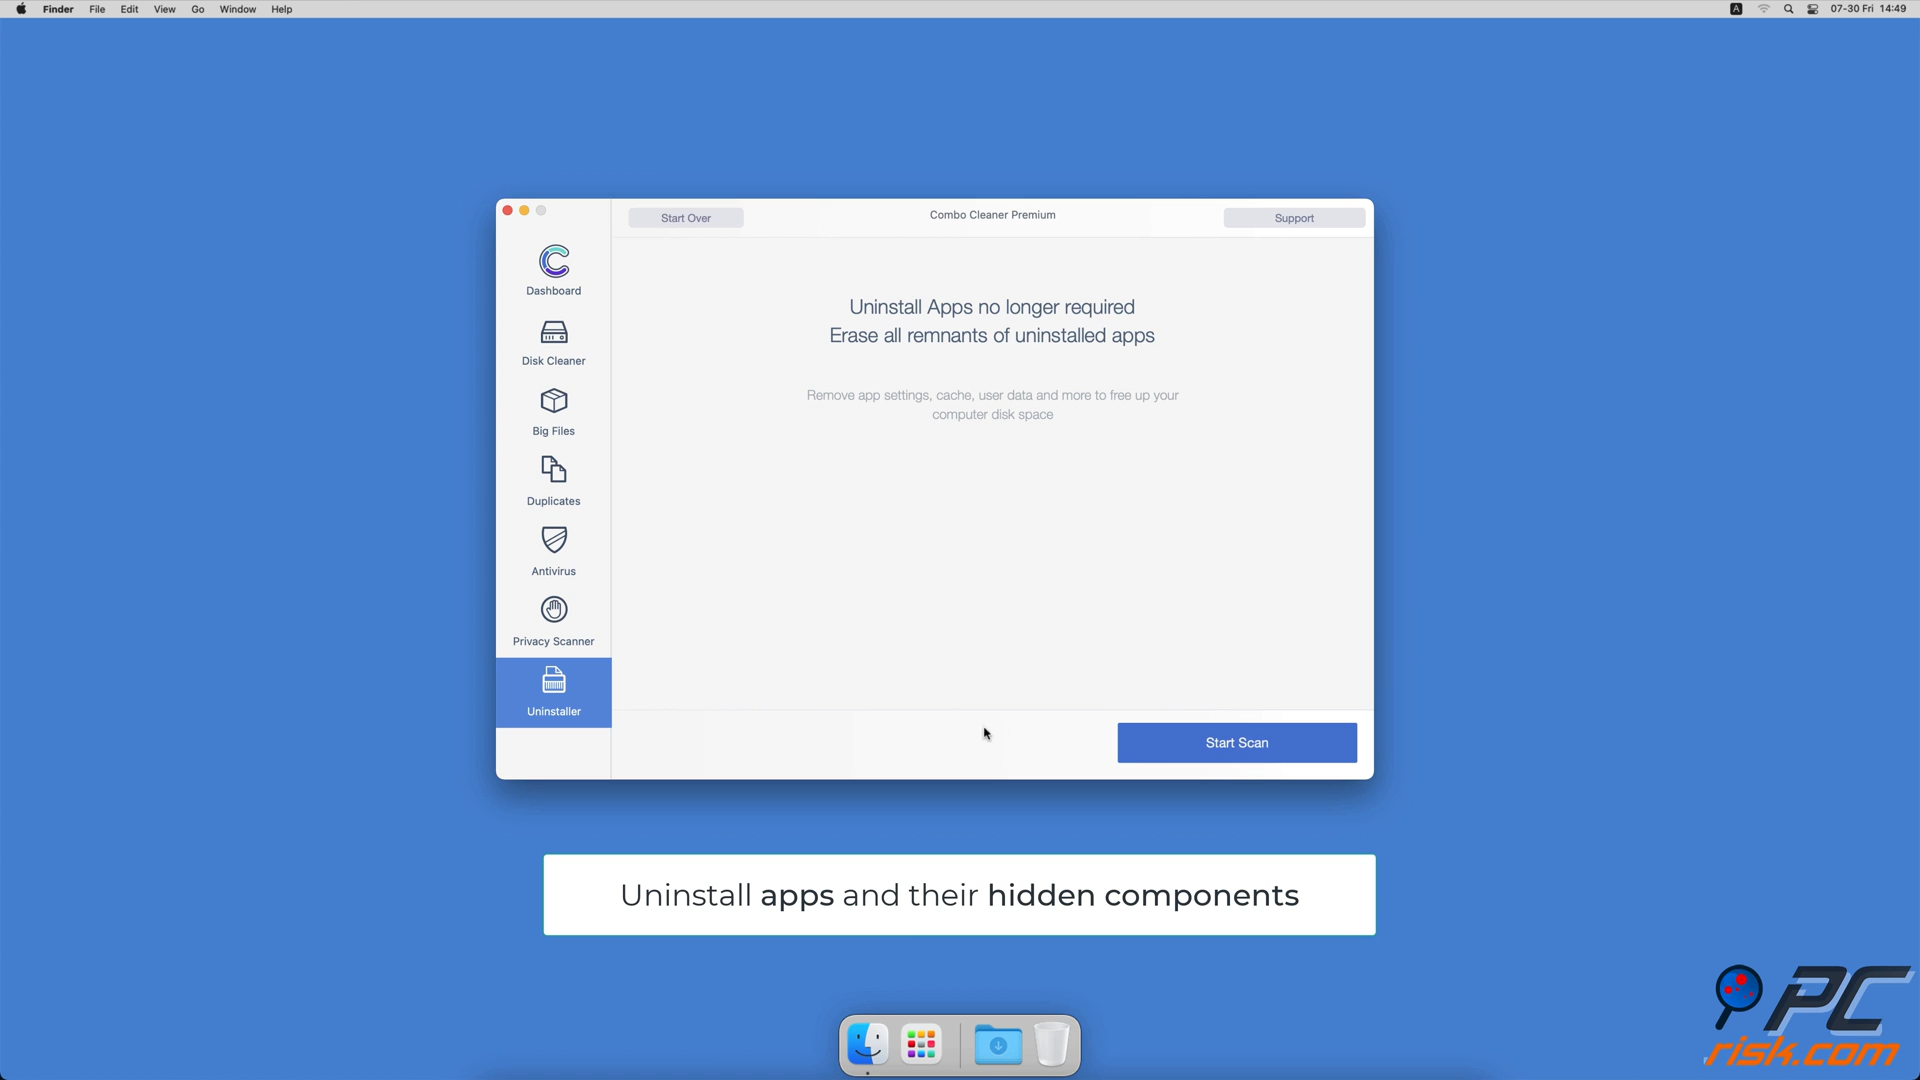 Finder File Edit View Go Window Help
A 07-30 Fri 14:49
Start Over
Combo Cleaner Premium
Support
Dashboard
Disk Cleaner
Big Files
Duplicates
Antivirus
Privacy Scanner
Uninstaller
Uninstall Apps no longer required
Erase all remnants of uninstalled apps
Remove app settings, cache, user data and more to free up your
computer disk space
Start Scan
Uninstall apps and their hidden components
PC
risk.com